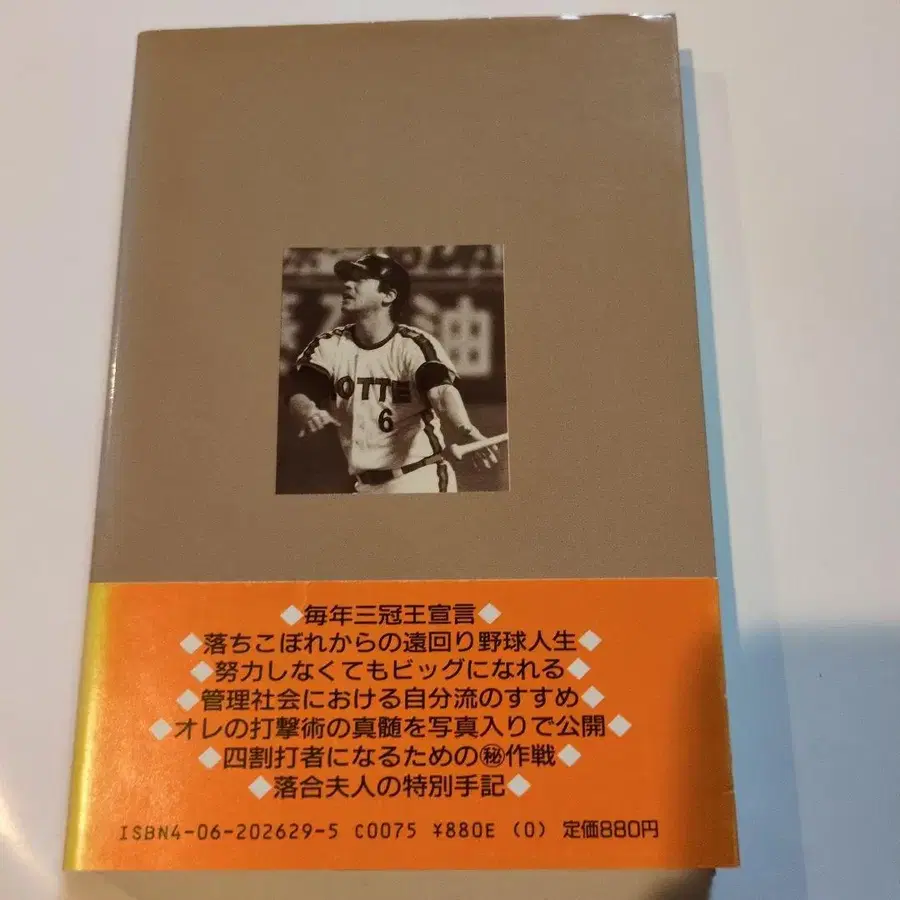 油
LOTTE
6
◆毎年三冠王宣言◆
◆落ちこぼれからの遠回り野球人生◆
◆努力しなくてもビッグになれる◆
◆管理社会における自分流のすすめ◆
◆オレの打撃術の真髄を写真入りで公開◆
◆四割打者になるための㊙作戦◆
◆落合夫人の特別手記◆
ISBN4-06-202629-5 C0075 ¥880E (0) 定価880円